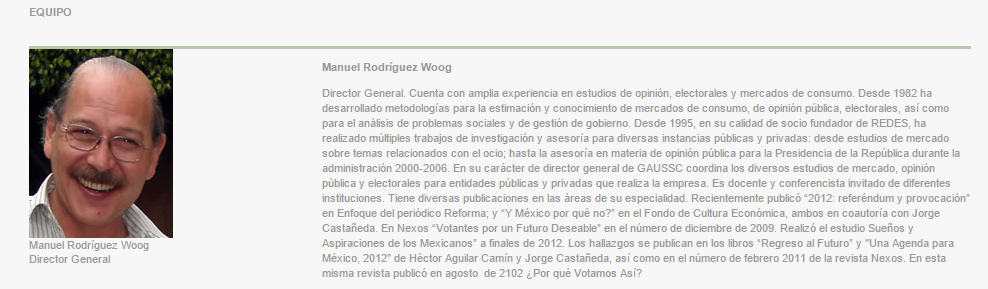 EQUIPO
Manuel Rodríguez Woog
Director General. Cuenta con amplia experiencia en estudios de opinión, electorales y mercados de consumo. Desde 1982 ha
desarrollado metodologías para la estimación y conocimiento de mercados de consumo, de opinión pública, electorales, así como
para el análisis de problemas sociales y de gestión de gobierno. Desde 1995, en su calidad de socio fundador de REDES, ha
realizado múltiples trabajos de investigación y asesoría para diversas instancias públicas y privadas: desde estudios de mercado
sobre temas relacionados con el ocio; hasta la asesoría en materia de opinión pública para la Presidencia de la República durante la
administración 2000-2006. En su carácter de director general de GAUSSC coordina los diversos estudios de mercado, opinión
pública y electorales para entidades públicas y privadas que realiza la empresa. Es docente y conferencista invitado de diferentes
instituciones. Tiene diversas publicaciones en las áreas de su especialidad. Recientemente publicó “2012: referéndum y provocación”
en Enfoque del periódico Reforma; y “Y México por qué no?” en el Fondo de Cultura Económica, ambos en coautoría con Jorge
Castañeda. En Nexos “Votantes por un Futuro Deseable” en el número de diciembre de 2009. Realizó el estudio Sueños y
Aspiraciones de los Mexicanos” a finales de 2012. Los hallazgos se publican en los libros “Regreso al Futuro” y "Una Agenda para
México, 2012" de Héctor Aguilar Camín y Jorge Castañeda, así como en el número de febrero 2011 de la revista Nexos. En esta
misma revista publicó en agosto de 2102 ¿Por qué Votamos Así?
Manuel Rodríguez Woog
Director General